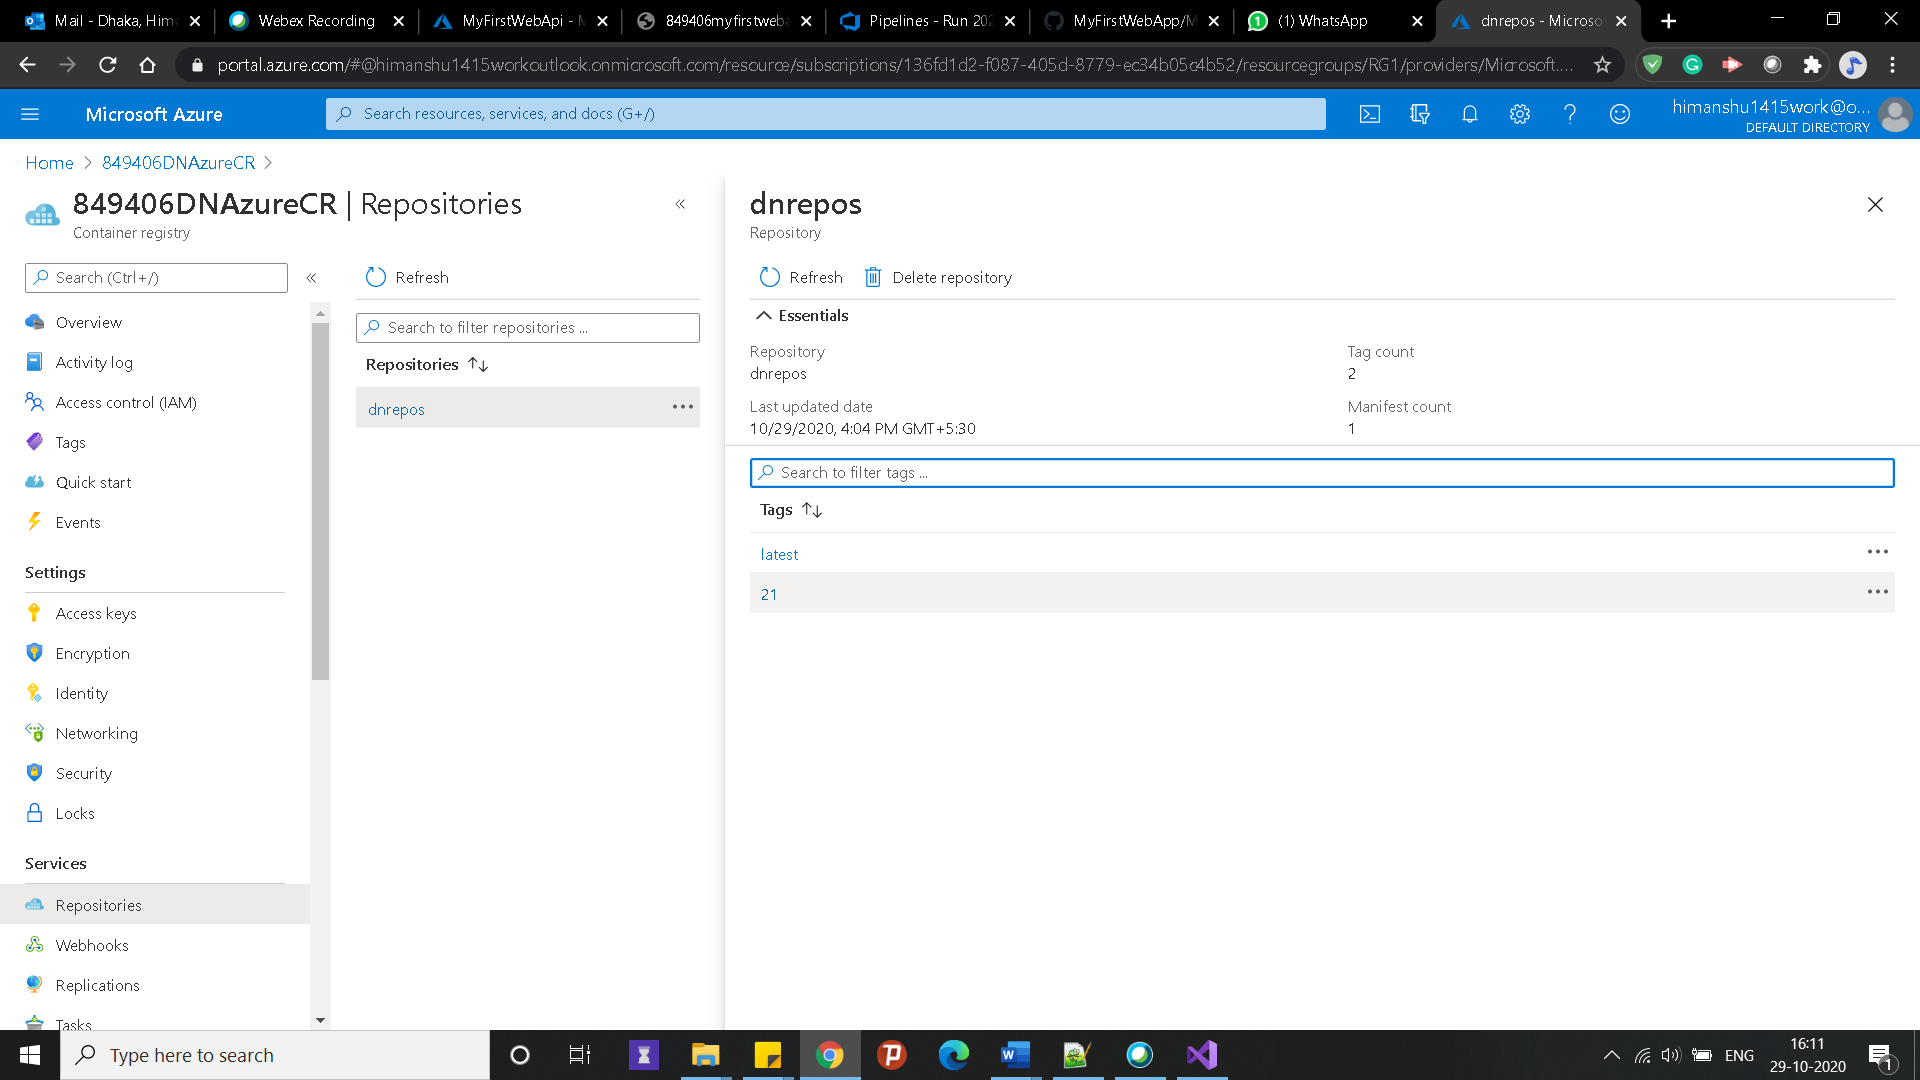 Mail - Dhaka, Him
Webex Recording
MyFirstWebApi - M
849406myfirstweba
Pipelines - Run 202
MyFirstWebApp/M
(1) WhatsApp
dnrepos - Microso
portal.azure.com/#@himanshu1415workoutlook.onmicrosoft.com/resource/subscriptions/136fd1d2-f087-405d-8779-ec34b05c4b52/resourcegroups/RG1/providers/Microsoft....
Microsoft Azure
Search resources, services, and docs (G+/)
himanshu1415work@o...
DEFAULT DIRECTORY
Home > 849406DNAzureCR >
849406DNAzureCR | Repositories
Container registry
Search (Ctrl+/)
Overview
Activity log
Access control (IAM)
Tags
Quick start
Events
Settings
Access keys
Encryption
Identity
Networking
Security
Locks
Services
Repositories
Webhooks
Replications
Tasks
Refresh
Search to filter repositories ...
Repositories
dnrepos
dnrepos
Repository
Refresh
Delete repository
Essentials
Repository
dnrepos
Tag count
2
Last updated date
10/29/2020, 4:04 PM GMT+5:30
Manifest count
1
Search to filter tags ...
Tags
latest
21
Type here to search
ENG
16:11
29-10-2020
1